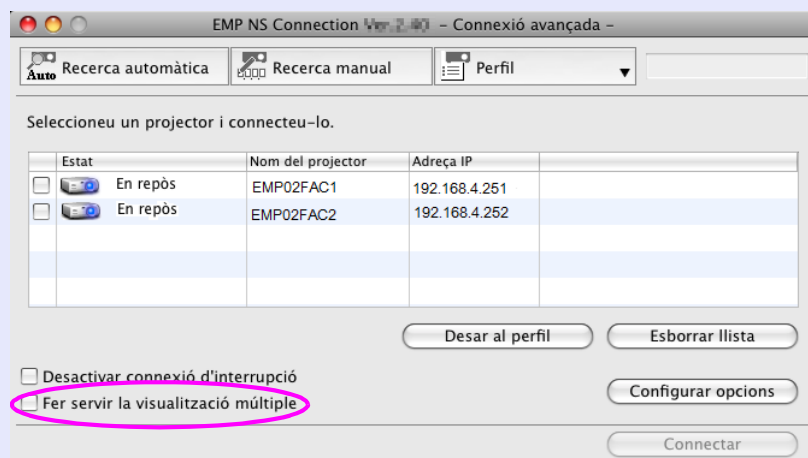 EMP NS Connection – Connexió avançada –
Auto Recerca automàtica Recerca manual Perfil
Seleccioneu un projector i connecteu-lo.
Estat Nom del projector Adreça IP
En repòs EMP02FAC1 192.168.4.251
En repòs EMP02FAC2 192.168.4.252
Desar al perfil Esborrar llista
Desactivar connexió d'interrupció
Fer servir la visualització múltiple
Configurar opcions
Connectar